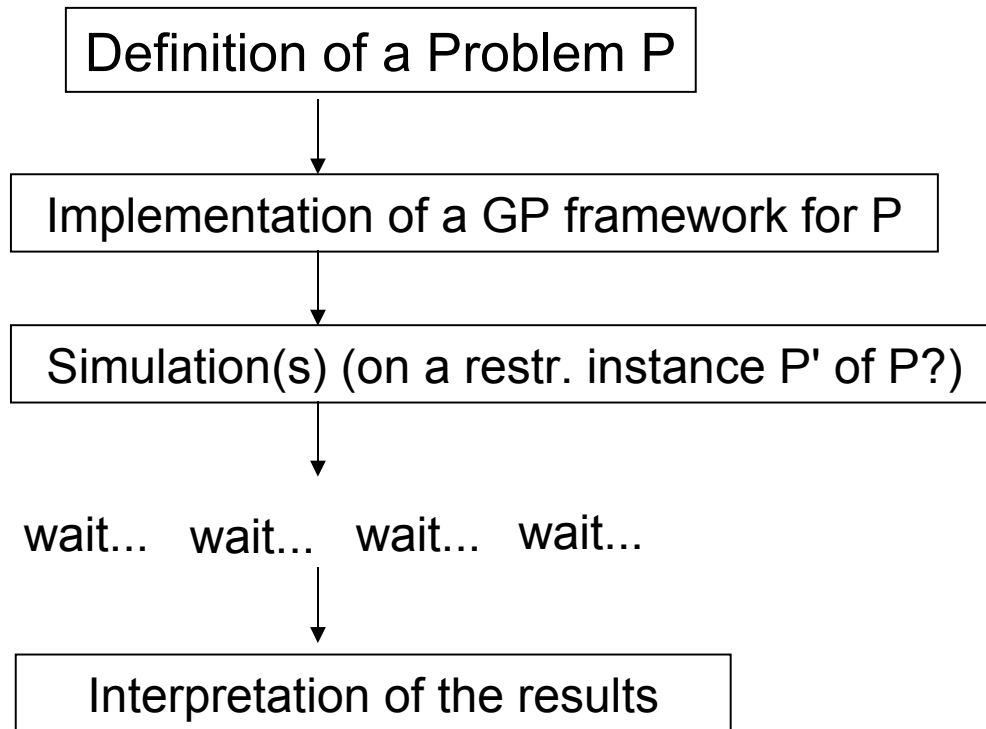 Definition of a Problem P
Implementation of a GP framework for P
Simulation(s) (on a restr. instance P' of P?)
wait... wait... wait... wait...
Interpretation of the results